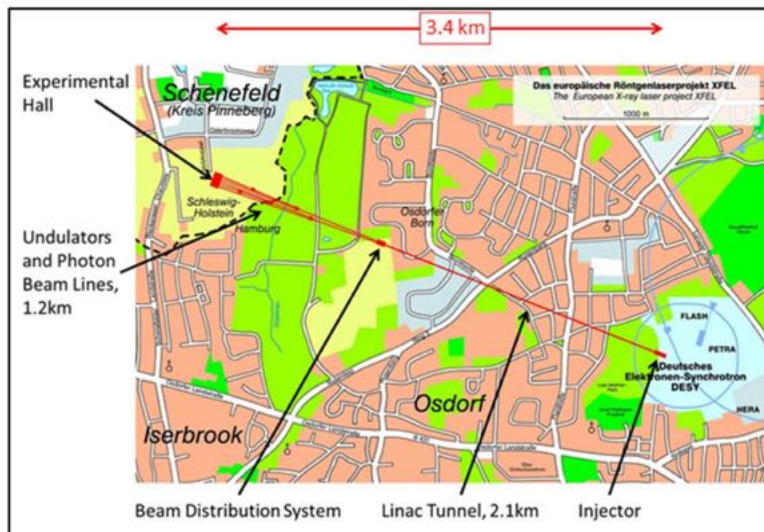 3.4 km
Experimental
Hall
Schenefeld
(Kreis Pinneberg)
Das europäische Röntgenlaserprojekt XFEL
The European X-ray laser project XFEL
1000 m
Schleswig-
Holstein
Hamburg
Osdorfer
Born
Undulators
and Photon
Beam Lines,
1.2km
FLASH
PETRA
Deutsches
Elektronen-Synchrotron
DESY
HERA
Osdorf
Iserbrook
Osdorfer Landstraße
Beam Distribution System
Linac Tunnel, 2.1km
Injector